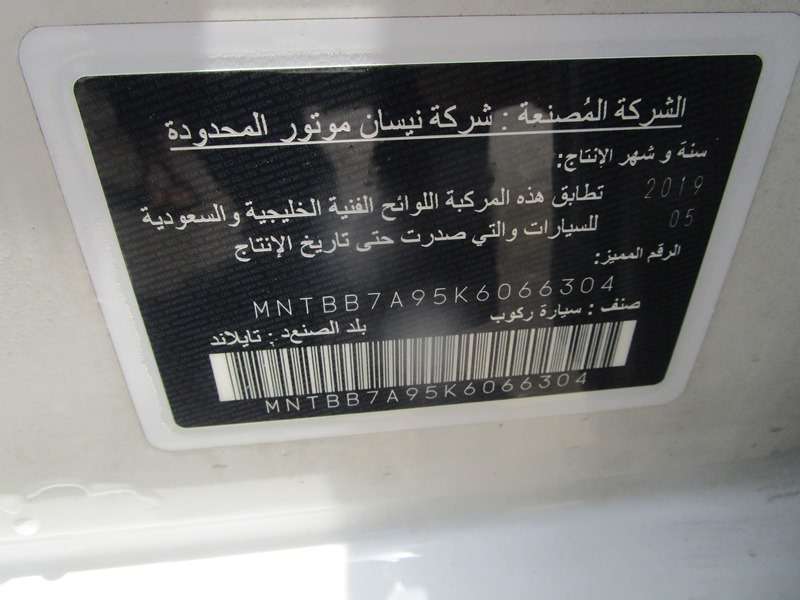 الشركة المُصنعة : شركة نيسان موتور المحدودة
سنة و شهر الإنتاج:
2019 تطابق هذه المركبة اللوائح الفنية الخليجية والسعودية
05 للسيارات والتي صدرت حتى تاريخ الإنتاج
الرقم المميز:
MNTBB7A95K6066304
صنف : سيارة ركوب بلد الصنع : تايلاند
MNTBB7A95K6066304